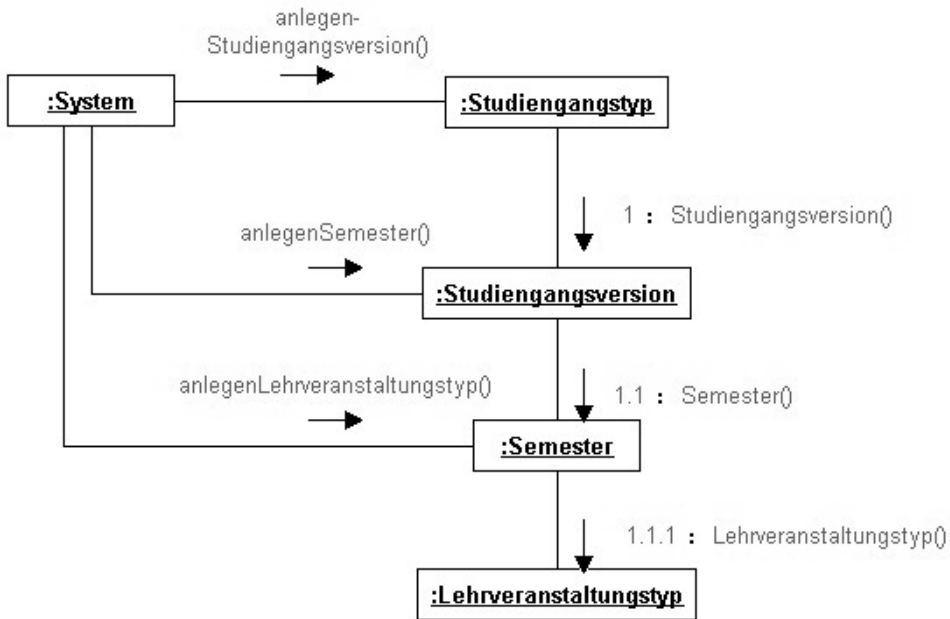 anlegen-
Studiengangsversion()
:System
:Studiengangstyp
1 : Studiengangsversion()
anlegenSemester()
:Studiengangsversion
anlegenLehrveranstaltungstyp()
1.1 : Semester()
:Semester
1.1.1 : Lehrveranstaltungstyp()
:Lehrveranstaltungstyp